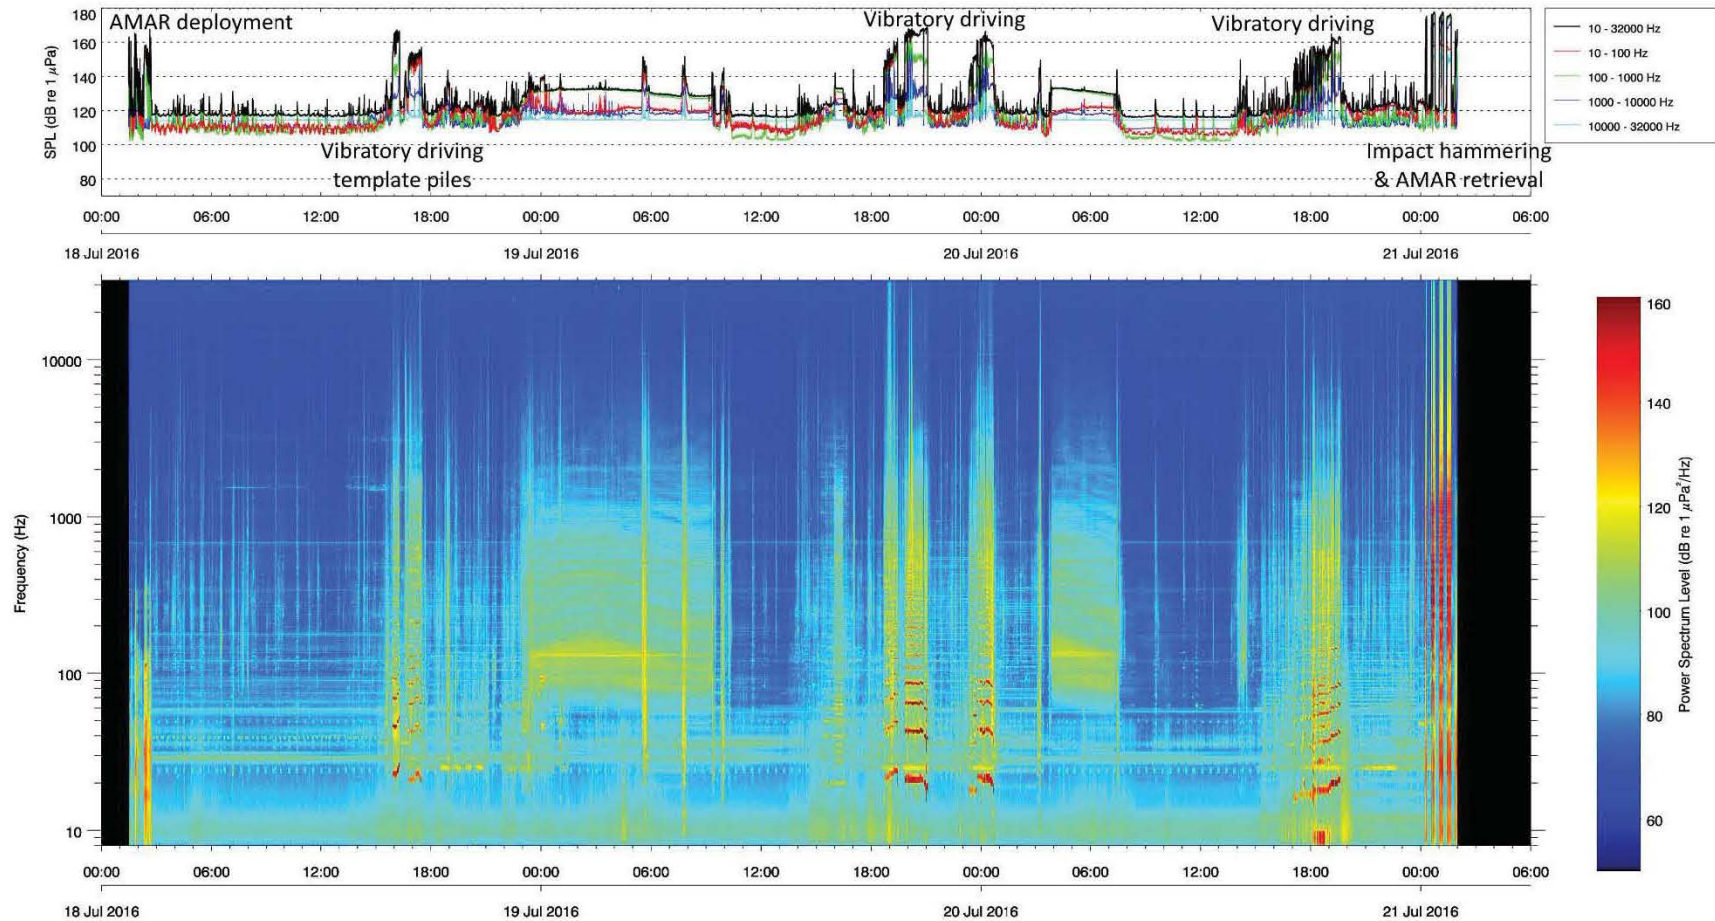 AMAR deployment
Vibratory driving
Vibratory driving
Vibratory driving
template piles
Impact hammering
& AMAR retrieval
SPL (dB re 1 μPa)
180
160
140
120
100
80
10 - 32000 Hz
10 - 100 Hz
100 - 1000 Hz
1000 - 10000 Hz
10000 - 32000 Hz
00:00 06:00 12:00 18:00 00:00 06:00 12:00 18:00 00:00 06:00 12:00 18:00 00:00 06:00
18 Jul 2016 19 Jul 2016 20 Jul 2016 21 Jul 2016
Frequency (Hz)
10000
1000
100
10
00:00 06:00 12:00 18:00 00:00 06:00 12:00 18:00 00:00 06:00 12:00 18:00 00:00 06:00
18 Jul 2016 19 Jul 2016 20 Jul 2016 21 Jul 2016
160
140
120
100
80
60
Power Spectrum Level (dB re 1 μPa²/Hz)